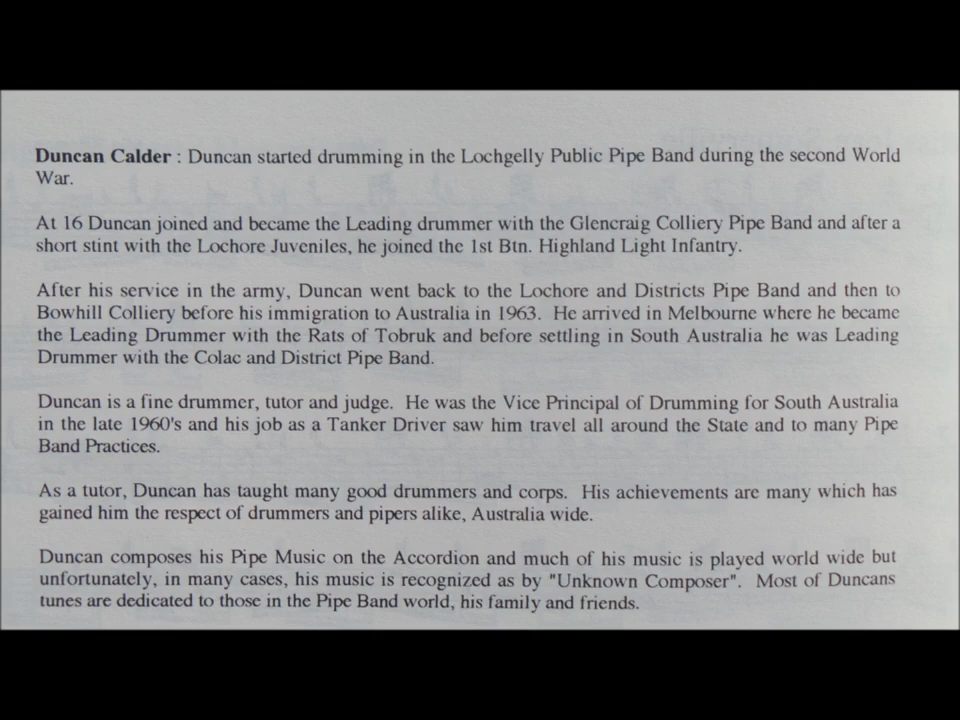 Duncan Calder : Duncan started drumming in the Lochgelly Public Pipe Band during the second World
War.
At 16 Duncan joined and became the Leading drummer with the Glencraig Colliery Pipe Band and after a
short stint with the Lochore Juveniles, he joined the 1st Btn. Highland Light Infantry.
After his service in the army, Duncan went back to the Lochore and Districts Pipe Band and then to
Bowhill Colliery before his immigration to Australia in 1963. He arrived in Melbourne where he became
the Leading Drummer with the Rats of Tobruk and before settling in South Australia he was Leading
Drummer with the Colac and District Pipe Band.
Duncan is a fine drummer, tutor and judge. He was the Vice Principal of Drumming for South Australia
in the late 1960's and his job as a Tanker Driver saw him travel all around the State and to many Pipe
Band Practices.
As a tutor, Duncan has taught many good drummers and corps. His achievements are many which has
gained him the respect of drummers and pipers alike, Australia wide.
Duncan composes his Pipe Music on the Accordion and much of his music is played world wide but
unfortunately, in many cases, his music is recognized as by "Unknown Composer". Most of Duncans
tunes are dedicated to those in the Pipe Band world, his family and friends.